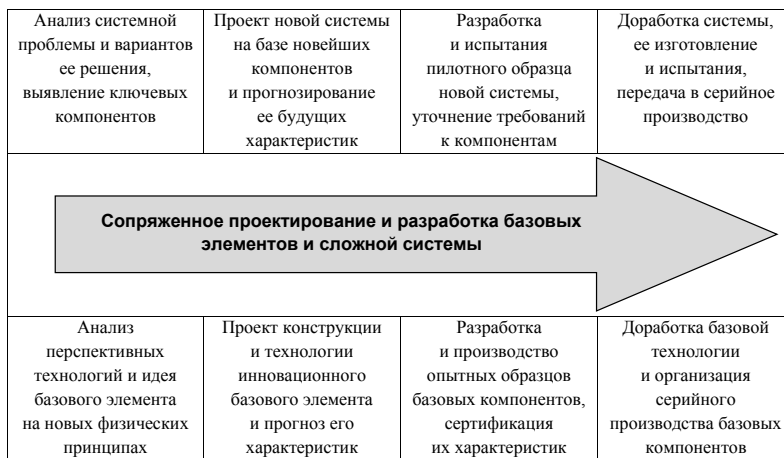 Анализ системной
проблемы и вариантов
ее решения,
выявление ключевых
компонентов
Проект новой системы
на базе новейших
компонентов
и прогнозирование
ее будущих
характеристик
Разработка
и испытания
пилотного образца
новой системы,
уточнение требований
к компонентам
Доработка системы,
ее изготовление
и испытания,
передача в серийное
производство
Сопряженное проектирование и разработка базовых
элементов и сложной системы
Анализ
перспективных
технологий и идея
базового элемента
на новых физических
принципах
Проект конструкции
и технологии
инновационного
базового элемента
и прогноз его
характеристик
Разработка
и производство
опытных образцов
базовых компонентов,
сертификация
их характеристик
Доработка базовой
технологии
и организация
серийного
производства базовых
компонентов